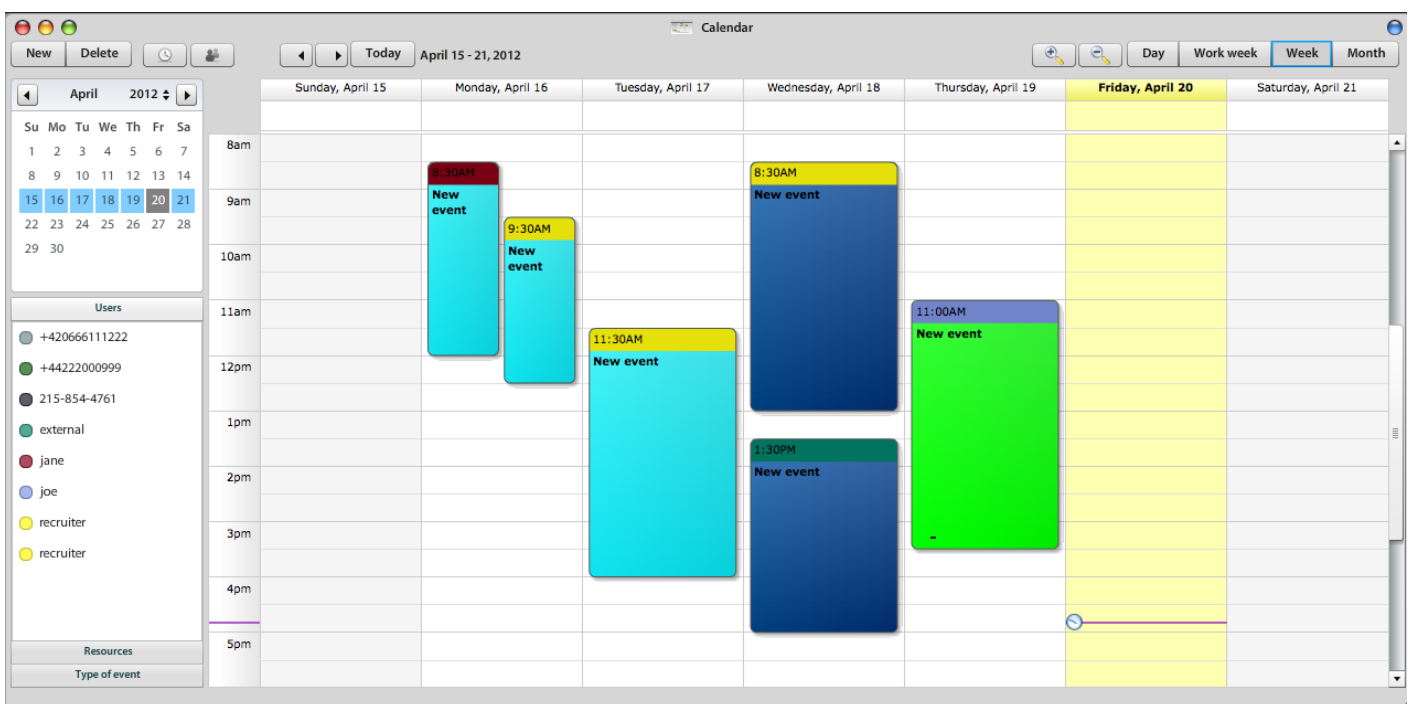 Calendar
New Delete Today April 15 - 21, 2012 Day Work week Week Month
April 2012
Su Mo Tu We Th Fr Sa
1 2 3 4 5 6 7
8 9 10 11 12 13 14
15 16 17 18 19 20 21
22 23 24 25 26 27 28
29 30
Users
+420666111222
+44222000999
215-854-4761
external
jane
joe
recruiter
recruiter
Resources
Type of event
Sunday, April 15 Monday, April 16 Tuesday, April 17 Wednesday, April 18 Thursday, April 19 Friday, April 20 Saturday, April 21
8am
9am
10am
11am
12pm
1pm
2pm
3pm
4pm
5pm
8:30AM
New
event
9:30AM
New
event
11:30AM
New event
8:30AM
New event
1:30PM
New event
11:00AM
New event
-